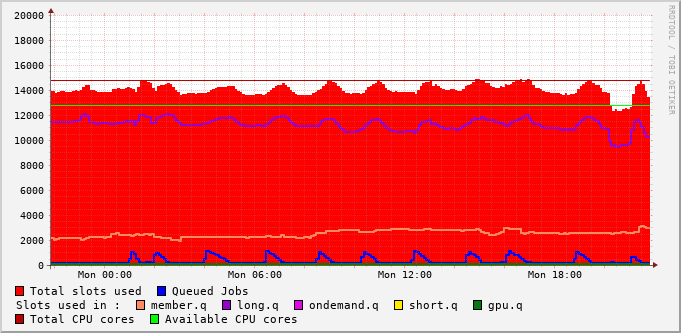 RRDTOOL / TOBI OETIKER
20000
18000
16000
14000
12000
10000
8000
6000
4000
2000
0
Mon 00:00 Mon 06:00 Mon 12:00 Mon 18:00
Total slots used Queued Jobs
Slots used in : member.q long.q ondemand.q short.q gpu.q
Total CPU cores Available CPU cores